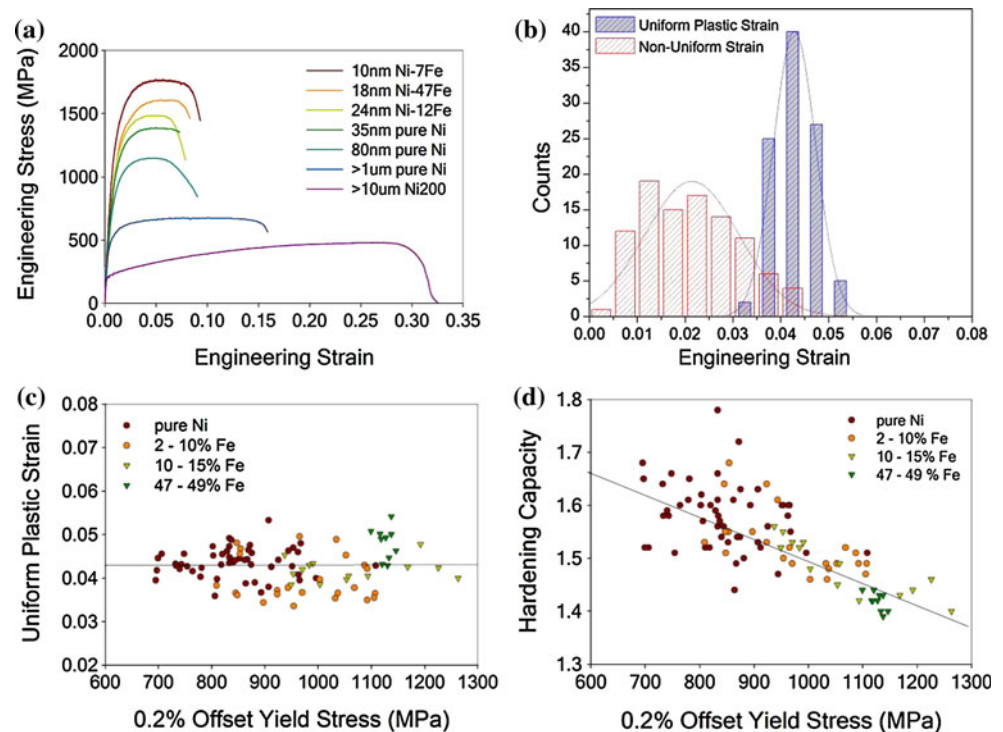 (a)
Engineering Stress (MPa)
2000
1500
1000
500
0
10nm Ni-7Fe
18nm Ni-47Fe
24nm Ni-12Fe
35nm pure Ni
80nm pure Ni
>1um pure Ni
>10um Ni200
0.00 0.05 0.10 0.15 0.20 0.25 0.30 0.35
Engineering Strain
(b)
Counts
40
35
30
25
20
15
10
5
0
Uniform Plastic Strain
Non-Uniform Strain
0.00 0.01 0.02 0.03 0.04 0.05 0.06 0.07 0.08
Engineering Strain
(c)
Uniform Plastic Strain
0.08
0.07
0.06
0.05
0.04
0.03
0.02
pure Ni
2 - 10% Fe
10 - 15% Fe
47 - 49% Fe
600 700 800 900 1000 1100 1200 1300
0.2% Offset Yield Stress (MPa)
(d)
Hardening Capacity
1.8
1.7
1.6
1.5
1.4
1.3
pure Ni
2 - 10% Fe
10 - 15% Fe
47 - 49% Fe
600 700 800 900 1000 1100 1200 1300
0.2% Offset Yield Stress (MPa)